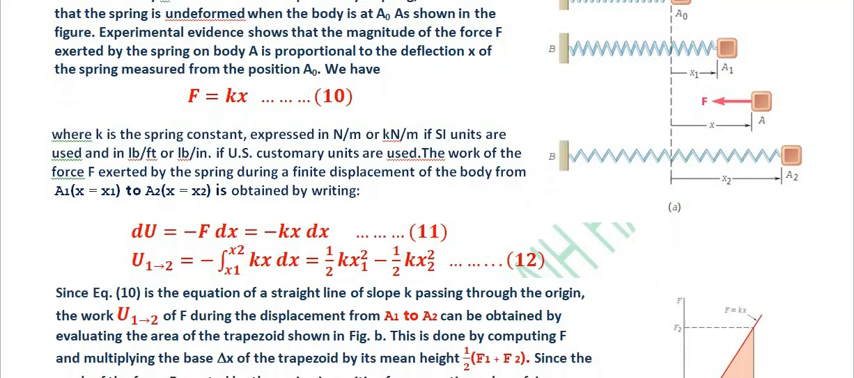 that the spring is undeformed when the body is at A₀ As shown in the
figure. Experimental evidence shows that the magnitude of the force F
exerted by the spring on body A is proportional to the deflection x of
the spring measured from the position A₀. We have
F = kx … … … (10)
where k is the spring constant, expressed in N/m or kN/m if SI units are
used and in lb/ft or lb/in. if U.S. customary units are used.The work of the
force F exerted by the spring during a finite displacement of the body from
A1(x = x1) to A2(x = x2) is obtained by writing:
dU = −F dx = −kx dx … … … (11)
U₁→₂ = − ∫ₓ₁ˣ² kx dx = ½kx₁² − ½kx₂² … … … (12)
Since Eq. (10) is the equation of a straight line of slope k passing through the origin,
the work U₁→₂ of F during the displacement from A1 to A2 can be obtained by
evaluating the area of the trapezoid shown in Fig. b. This is done by computing F
and multiplying the base Δx of the trapezoid by its mean height ½(F1 + F 2). Since the
A₀
B
x₁
A₁
F
x
A
B
x₂
A₂
(a)
F
F = kx
F₂